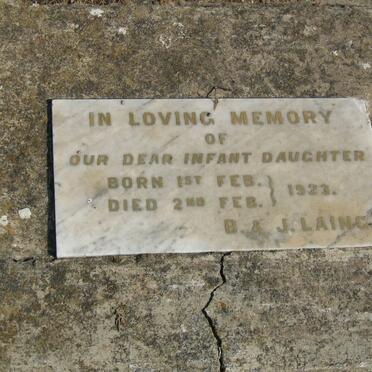 IN LOVING MEMORY
OF
OUR DEAR INFANT DAUGHTER
BORN 1ST FEB.
DIED 2ND FEB. } 1923.
B. & J. LAING.